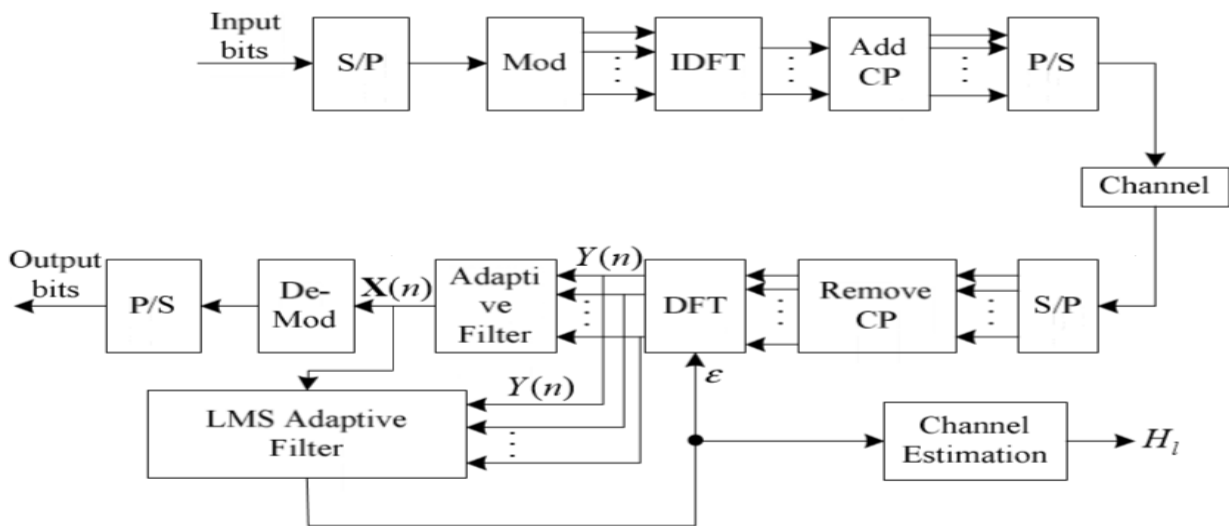 Input
bits
S/P
Mod
IDFT
Add
CP
P/S
Channel
Output
bits
P/S
De-
Mod
X(n)
Adapti
ve
Filter
Y(n)
DFT
Remove
CP
S/P
LMS Adaptive
Filter
Y(n)
ε
Channel
Estimation
H_l